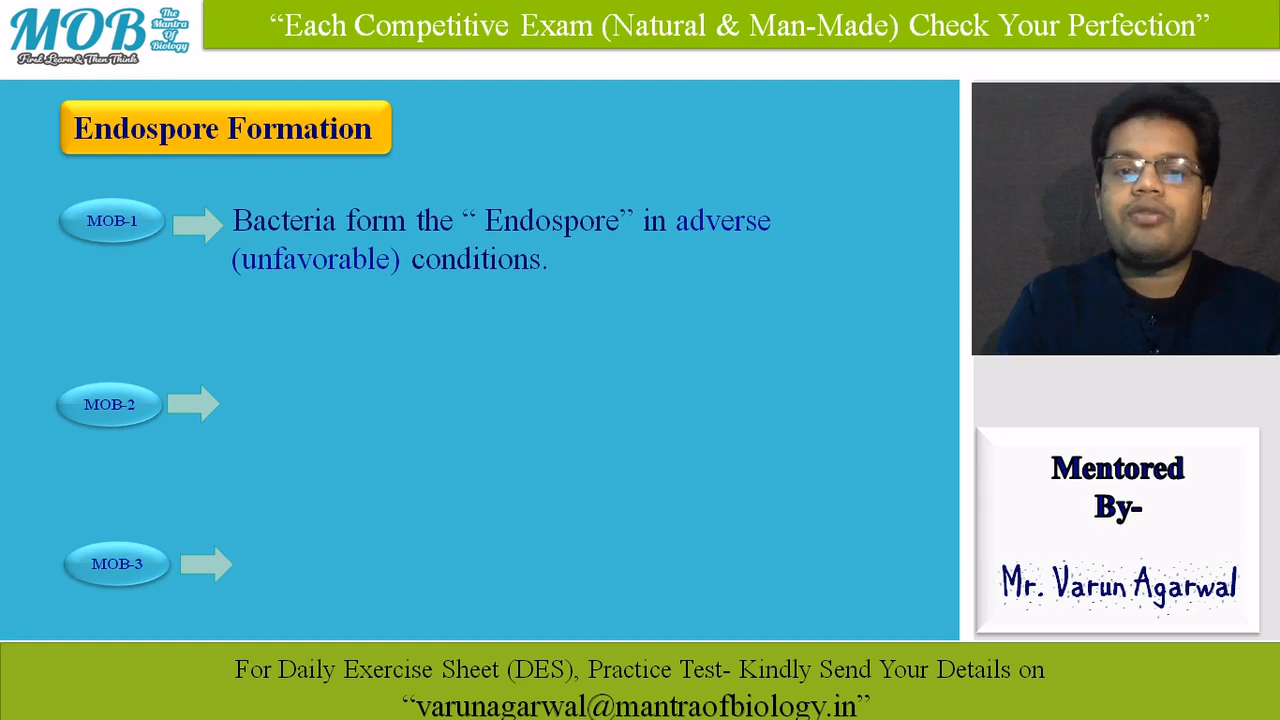 MOB
The
Mantra
Of
Biology
First Learn & Then Think
“Each Competitive Exam (Natural & Man-Made) Check Your Perfection”
Endospore Formation
MOB-1
Bacteria form the “ Endospore” in adverse
(unfavorable) conditions.
MOB-2
MOB-3
Mentored
By-
Mr. Varun Agarwal
For Daily Exercise Sheet (DES), Practice Test- Kindly Send Your Details on
“varunagarwal@mantraofbiology.in”